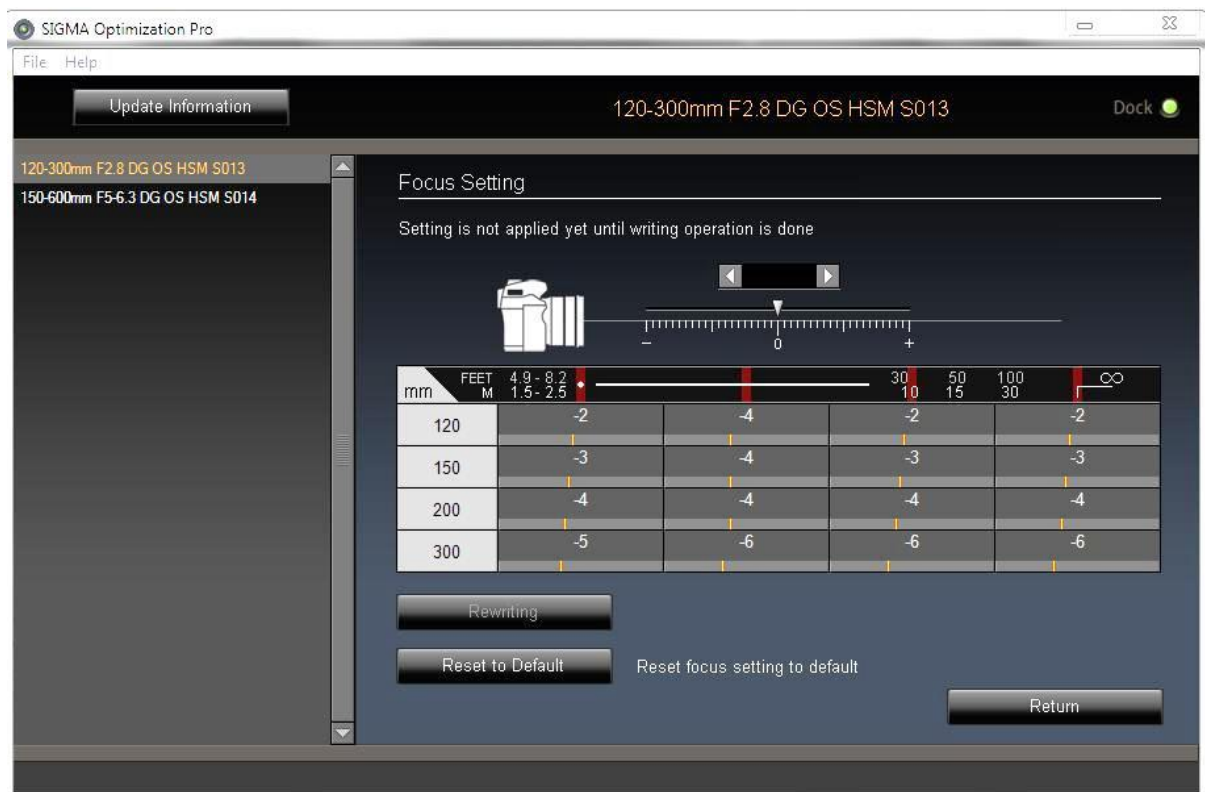 SIGMA Optimization Pro
File Help
Update Information
120-300mm F2.8 DG OS HSM S013
Dock
120-300mm F2.8 DG OS HSM S013
150-600mm F5-6.3 DG OS HSM S014
Focus Setting
Setting is not applied yet until writing operation is done
− 0 +
mm FEET 4.9 - 8.2 30 50 100 ∞
M 1.5 - 2.5 10 15 30
120 -2 -4 -2 -2
150 -3 -4 -3 -3
200 -4 -4 -4 -4
300 -5 -6 -6 -6
Rewriting
Reset to Default Reset focus setting to default
Return